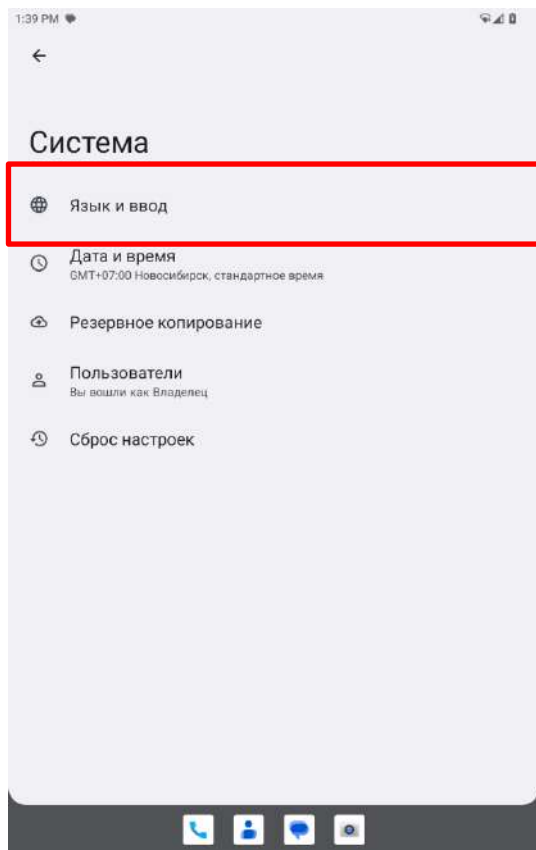 1:39 PM
Система
Язык и ввод
Дата и время
GMT+07:00 Новосибирск, стандартное время
Резервное копирование
Пользователи
Вы вошли как Владелец
Сброс настроек